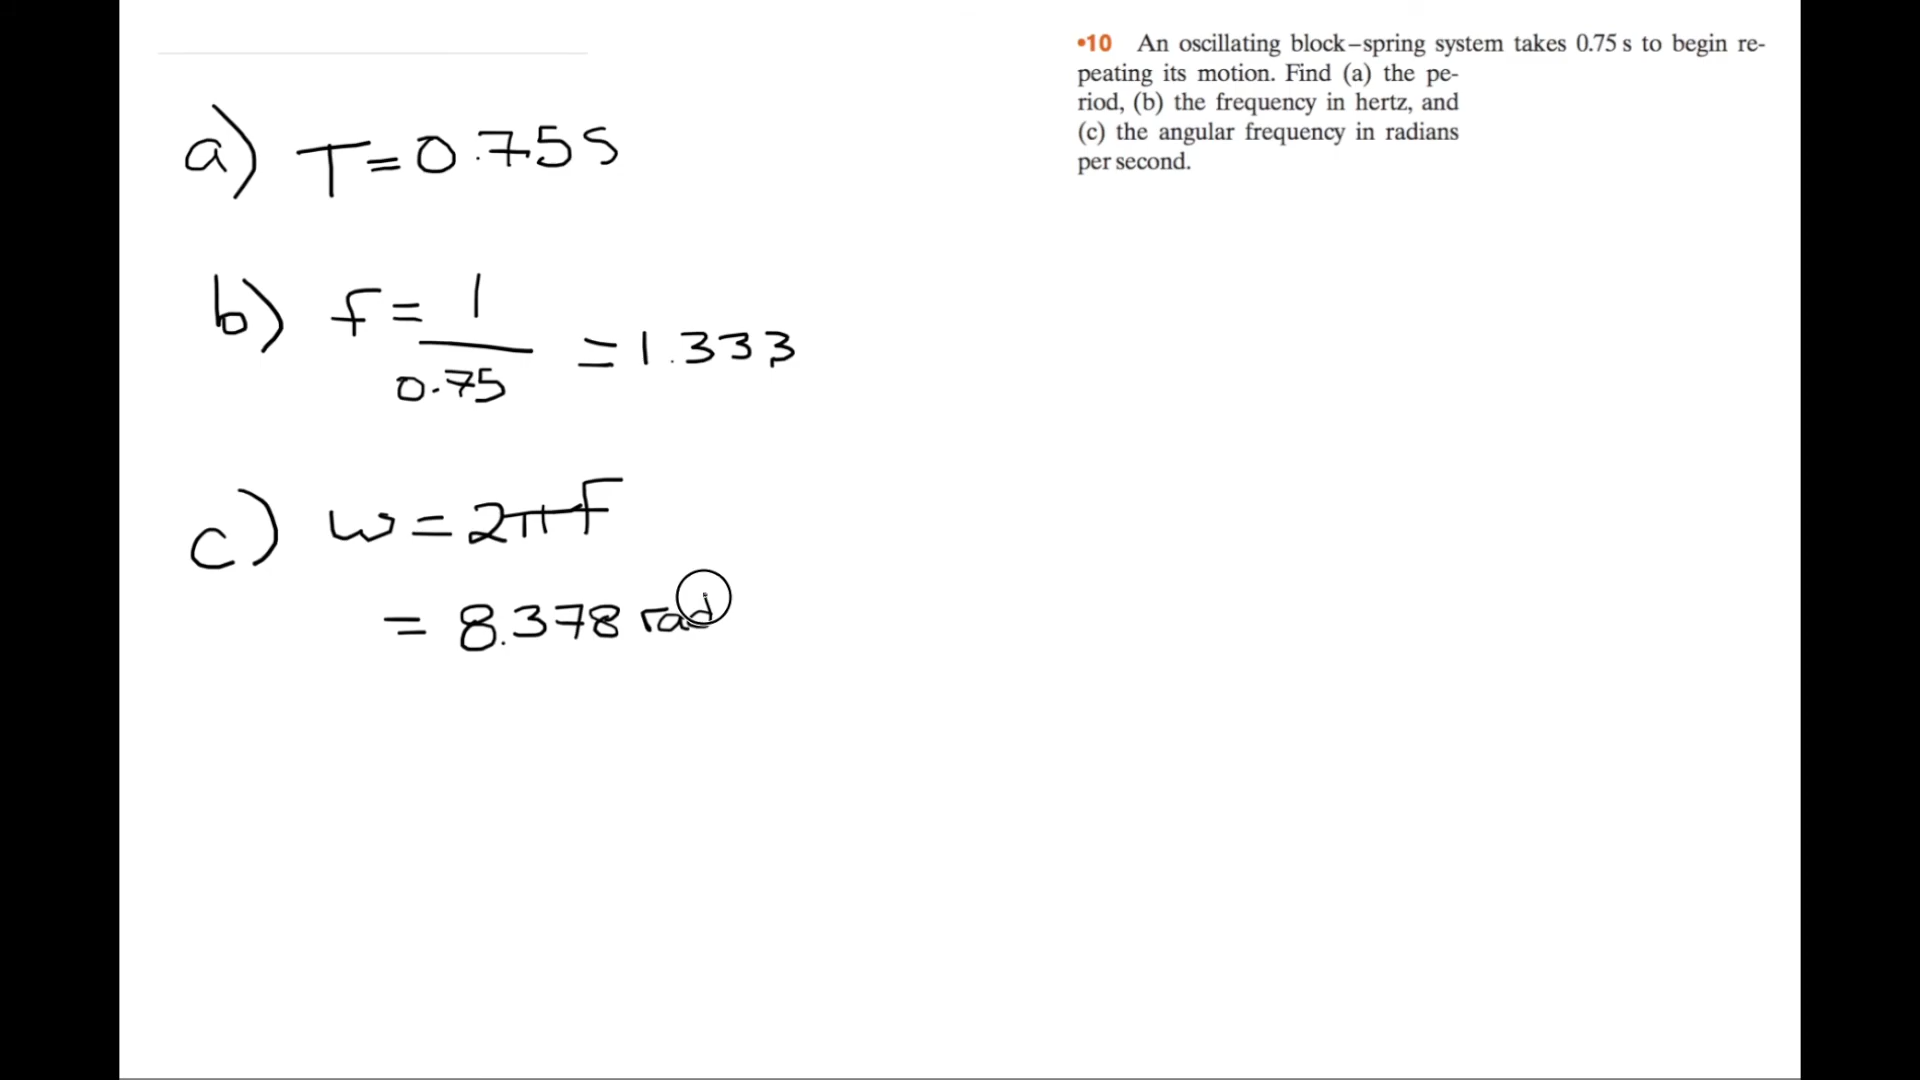 a) T=0.75s
b) f= 1/0.75 = 1.333
c) w=2πf
= 8.378 rad
•10 An oscillating block–spring system takes 0.75 s to begin re-
peating its motion. Find (a) the pe-
riod, (b) the frequency in hertz, and
(c) the angular frequency in radians
per second.